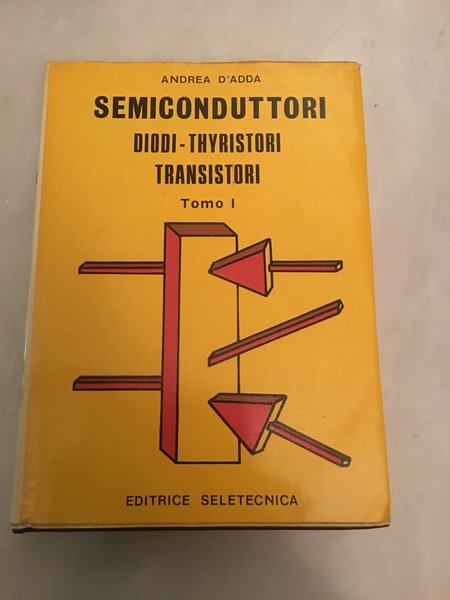 ANDREA D'ADDA
SEMICONDUTTORI
DIODI-THYRISTORI
TRANSISTORI
Tomo I
EDITRICE SELETECNICA